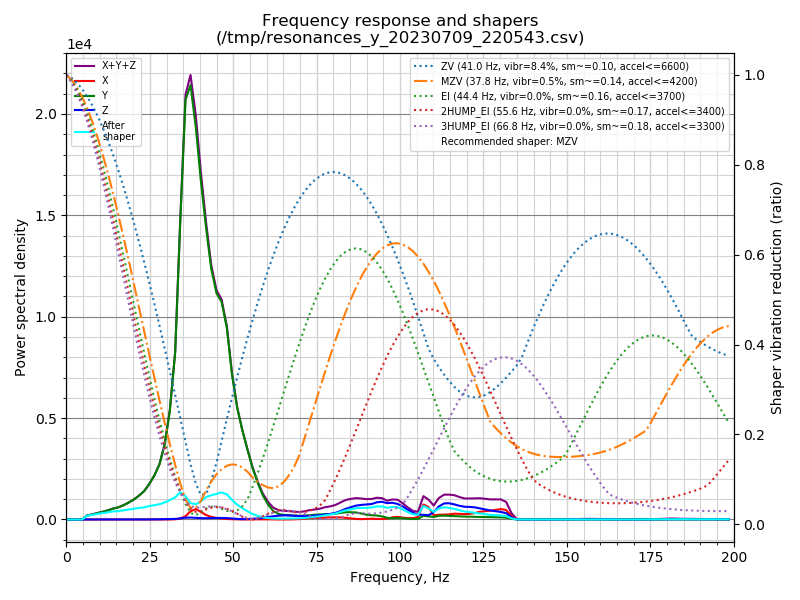 Frequency response and shapers
(/tmp/resonances_y_20230709_220543.csv)
1e4
X+Y+Z
X
Y
Z
After
shaper
ZV (41.0 Hz, vibr=8.4%, sm~=0.10, accel<=6600)
MZV (37.8 Hz, vibr=0.5%, sm~=0.14, accel<=4200)
EI (44.4 Hz, vibr=0.0%, sm~=0.16, accel<=3700)
2HUMP_EI (55.6 Hz, vibr=0.0%, sm~=0.17, accel<=3400)
3HUMP_EI (66.8 Hz, vibr=0.0%, sm~=0.18, accel<=3300)
Recommended shaper: MZV
Power spectral density
2.0
1.5
1.0
0.5
0.0
1.0
0.8
0.6
0.4
0.2
0.0
Shaper vibration reduction (ratio)
0 25 50 75 100 125 150 175 200
Frequency, Hz